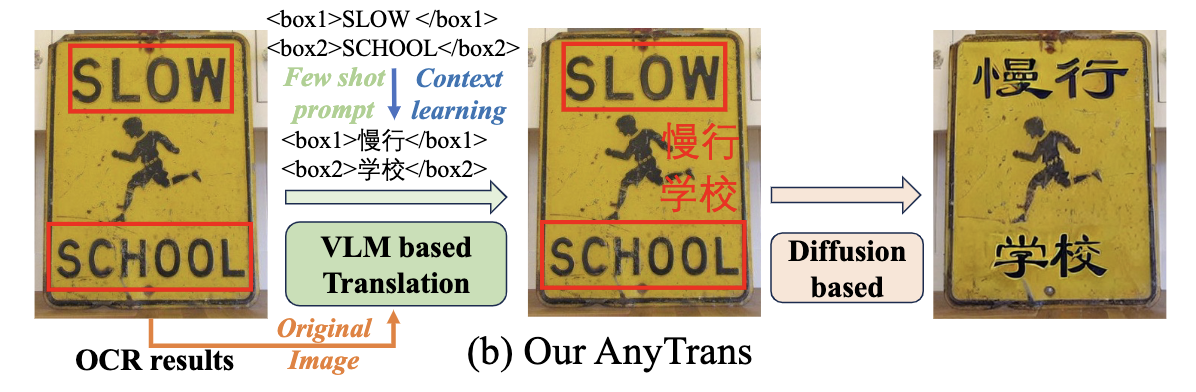 <box1>SLOW </box1>
<box2>SCHOOL</box2>
Few shot prompt
Context learning
<box1>慢行</box1>
<box2>学校</box2>
SLOW
SCHOOL
OCR results
VLM based
Translation
Original
Image
SLOW
慢行
学校
SCHOOL
Diffusion
based
慢行
学校
(b) Our AnyTrans